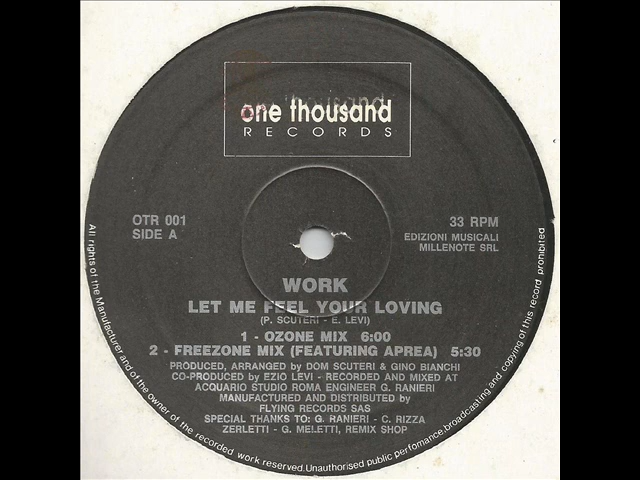 one thousand
RECORDS
OTR 001
SIDE A
33 RPM
EDIZIONI MUSICALI
MILLENOTE SRL
WORK
LET ME FEEL YOUR LOVING
(P. SCUTERI - E. LEVI)
1 - OZONE MIX 6:00
2 - FREEZONE MIX (FEATURING APREA) 5:30
PRODUCED, ARRANGED by DOM SCUTERI & GINO BIANCHI
CO-PRODUCED by EZIO LEVI - RECORDED AND MIXED AT
ACQUARIO STUDIO ROMA ENGINEER G. RANIERI
MANUFACTURED AND DISTRIBUTED BY
FLYING RECORDS SAS
SPECIAL THANKS TO: G. RANIERI - C. RIZZA
ZERLETTI - G. MELETTI, REMIX SHOP
All rights of the Manufacturer and of the owner of the recorded work reserved.Unauthorised public perfomance.broadcasting and copying of this record prohibited